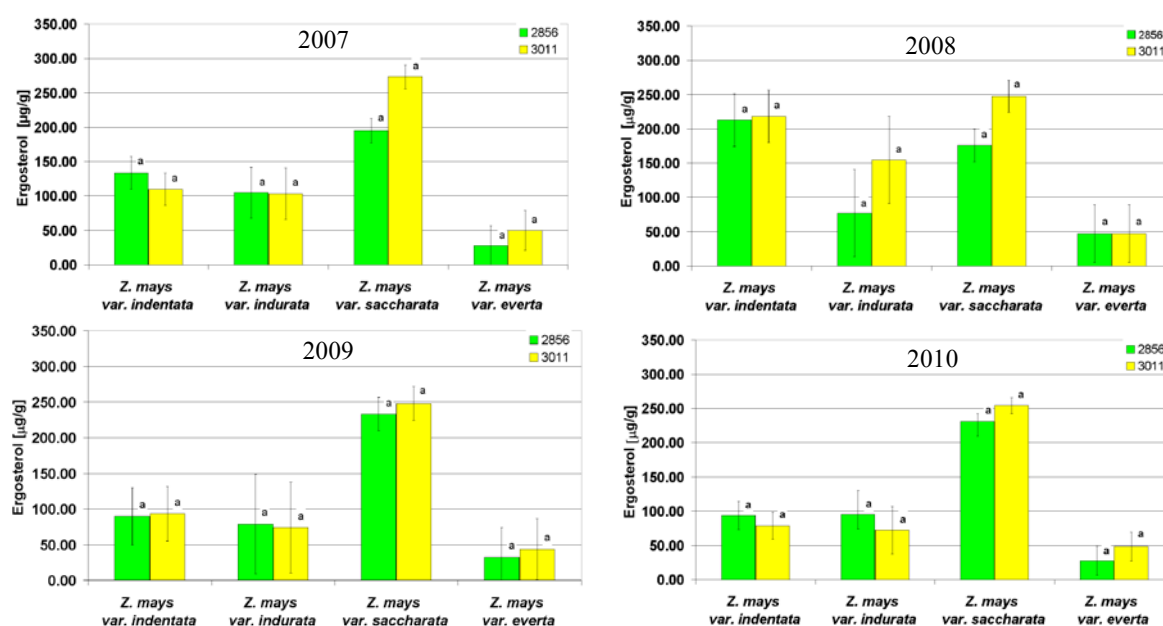 2007
2856
3011
Ergosterol [µg/g]
350.00
300.00
250.00
200.00
150.00
100.00
50.00
0.00
a a a a a a a a
Z. mays Z. mays Z. mays Z. mays
var. indentata var. indurata var. saccharata var. everta
2008
2856
3011
Ergosterol [µg/g]
350.00
300.00
250.00
200.00
150.00
100.00
50.00
0.00
a a a a a a a a
Z. mays Z. mays Z. mays Z. mays
var. indentata var. indurata var. saccharata var. everta
2009
2856
3011
Ergosterol [µg/g]
350.00
300.00
250.00
200.00
150.00
100.00
50.00
0.00
a a a a a a a a
Z. mays Z. mays Z. mays Z. mays
var. indentata var. indurata var. saccharata var. everta
2010
2856
3011
Ergosterol [µg/g]
350.00
300.00
250.00
200.00
150.00
100.00
50.00
0.00
a a a a a a a a
Z. mays Z. mays Z. mays Z. mays
var. indentata var. indurata var. saccharata var. everta